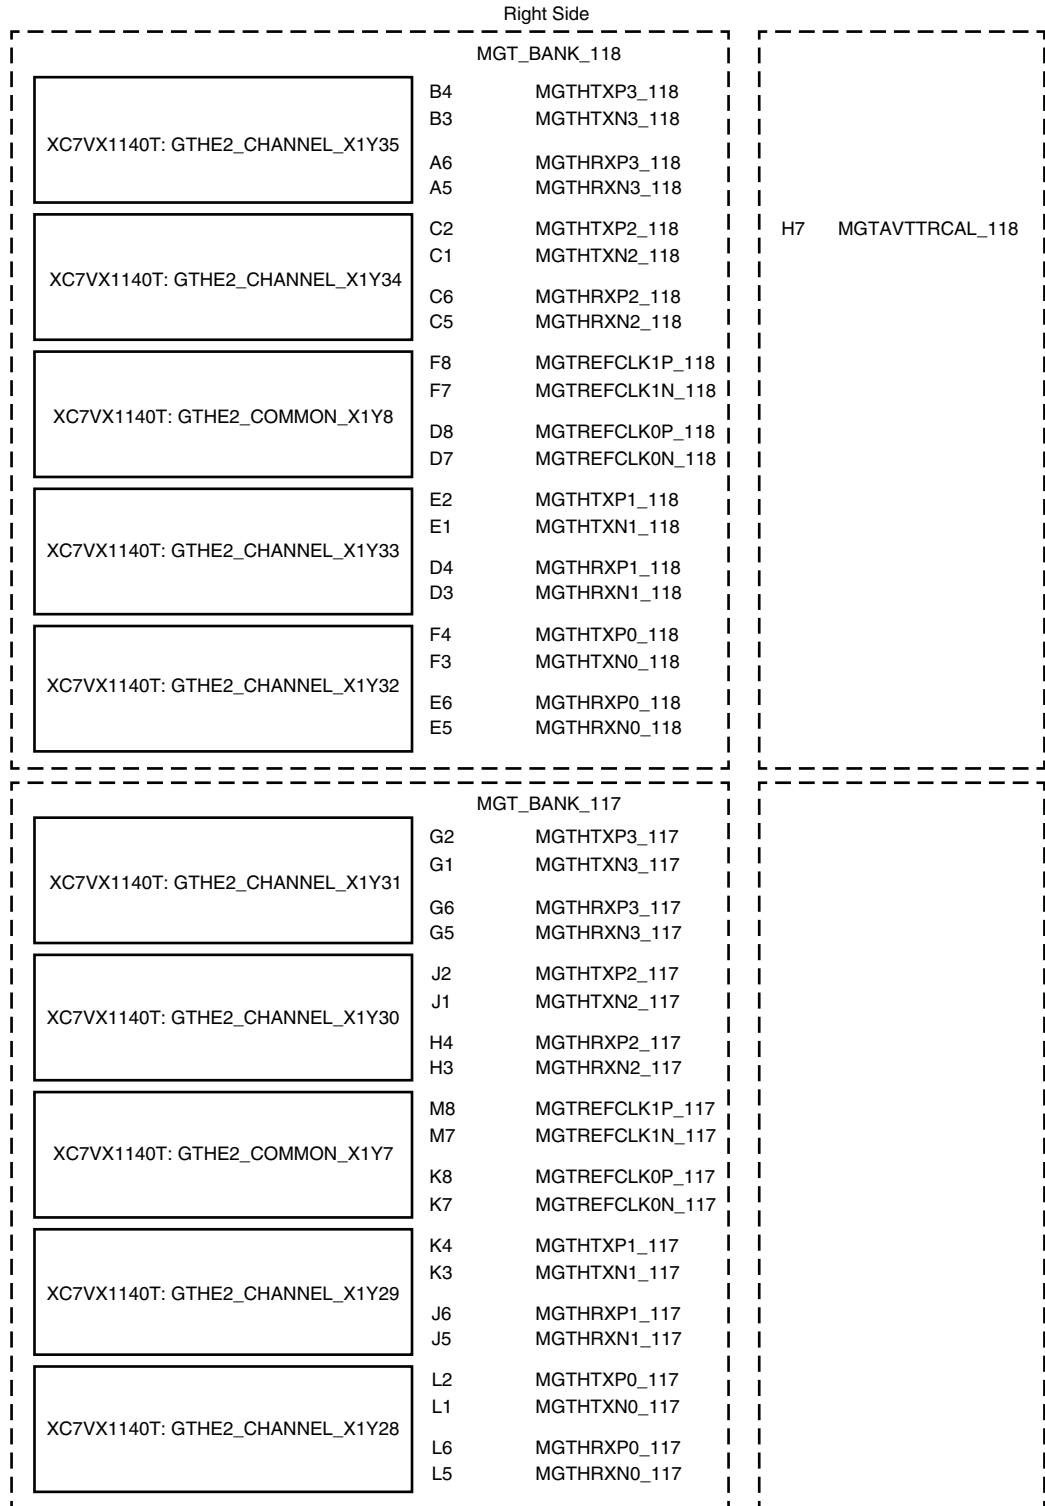 Right Side
MGT_BANK_118
B4 MGTHTXP3_118
B3 MGTHTXN3_118
XC7VX1140T: GTHE2_CHANNEL_X1Y35
A6 MGTHRXP3_118
A5 MGTHRXN3_118
C2 MGTHTXP2_118
H7 MGTAVTTRCAL_118
C1 MGTHTXN2_118
XC7VX1140T: GTHE2_CHANNEL_X1Y34
C6 MGTHRXP2_118
C5 MGTHRXN2_118
F8 MGTREFCLK1P_118
F7 MGTREFCLK1N_118
XC7VX1140T: GTHE2_COMMON_X1Y8
D8 MGTREFCLK0P_118
D7 MGTREFCLK0N_118
E2 MGTHTXP1_118
E1 MGTHTXN1_118
XC7VX1140T: GTHE2_CHANNEL_X1Y33
D4 MGTHRXP1_118
D3 MGTHRXN1_118
F4 MGTHTXP0_118
F3 MGTHTXN0_118
XC7VX1140T: GTHE2_CHANNEL_X1Y32
E6 MGTHRXP0_118
E5 MGTHRXN0_118
MGT_BANK_117
G2 MGTHTXP3_117
G1 MGTHTXN3_117
XC7VX1140T: GTHE2_CHANNEL_X1Y31
G6 MGTHRXP3_117
G5 MGTHRXN3_117
J2 MGTHTXP2_117
J1 MGTHTXN2_117
XC7VX1140T: GTHE2_CHANNEL_X1Y30
H4 MGTHRXP2_117
H3 MGTHRXN2_117
M8 MGTREFCLK1P_117
M7 MGTREFCLK1N_117
XC7VX1140T: GTHE2_COMMON_X1Y7
K8 MGTREFCLK0P_117
K7 MGTREFCLK0N_117
K4 MGTHTXP1_117
K3 MGTHTXN1_117
XC7VX1140T: GTHE2_CHANNEL_X1Y29
J6 MGTHRXP1_117
J5 MGTHRXN1_117
L2 MGTHTXP0_117
L1 MGTHTXN0_117
XC7VX1140T: GTHE2_CHANNEL_X1Y28
L6 MGTHRXP0_117
L5 MGTHRXN0_117